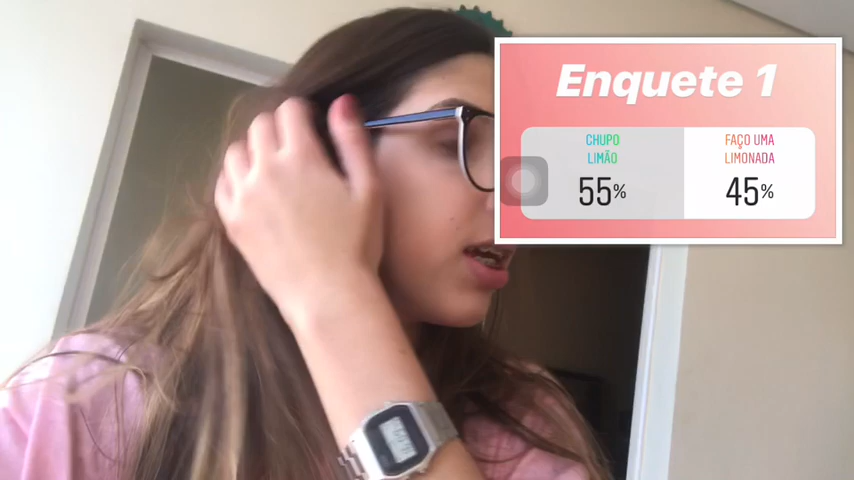 Enquete 1
CHUPO
LIMÃO
55%
FAÇO UMA
LIMONADA
45%